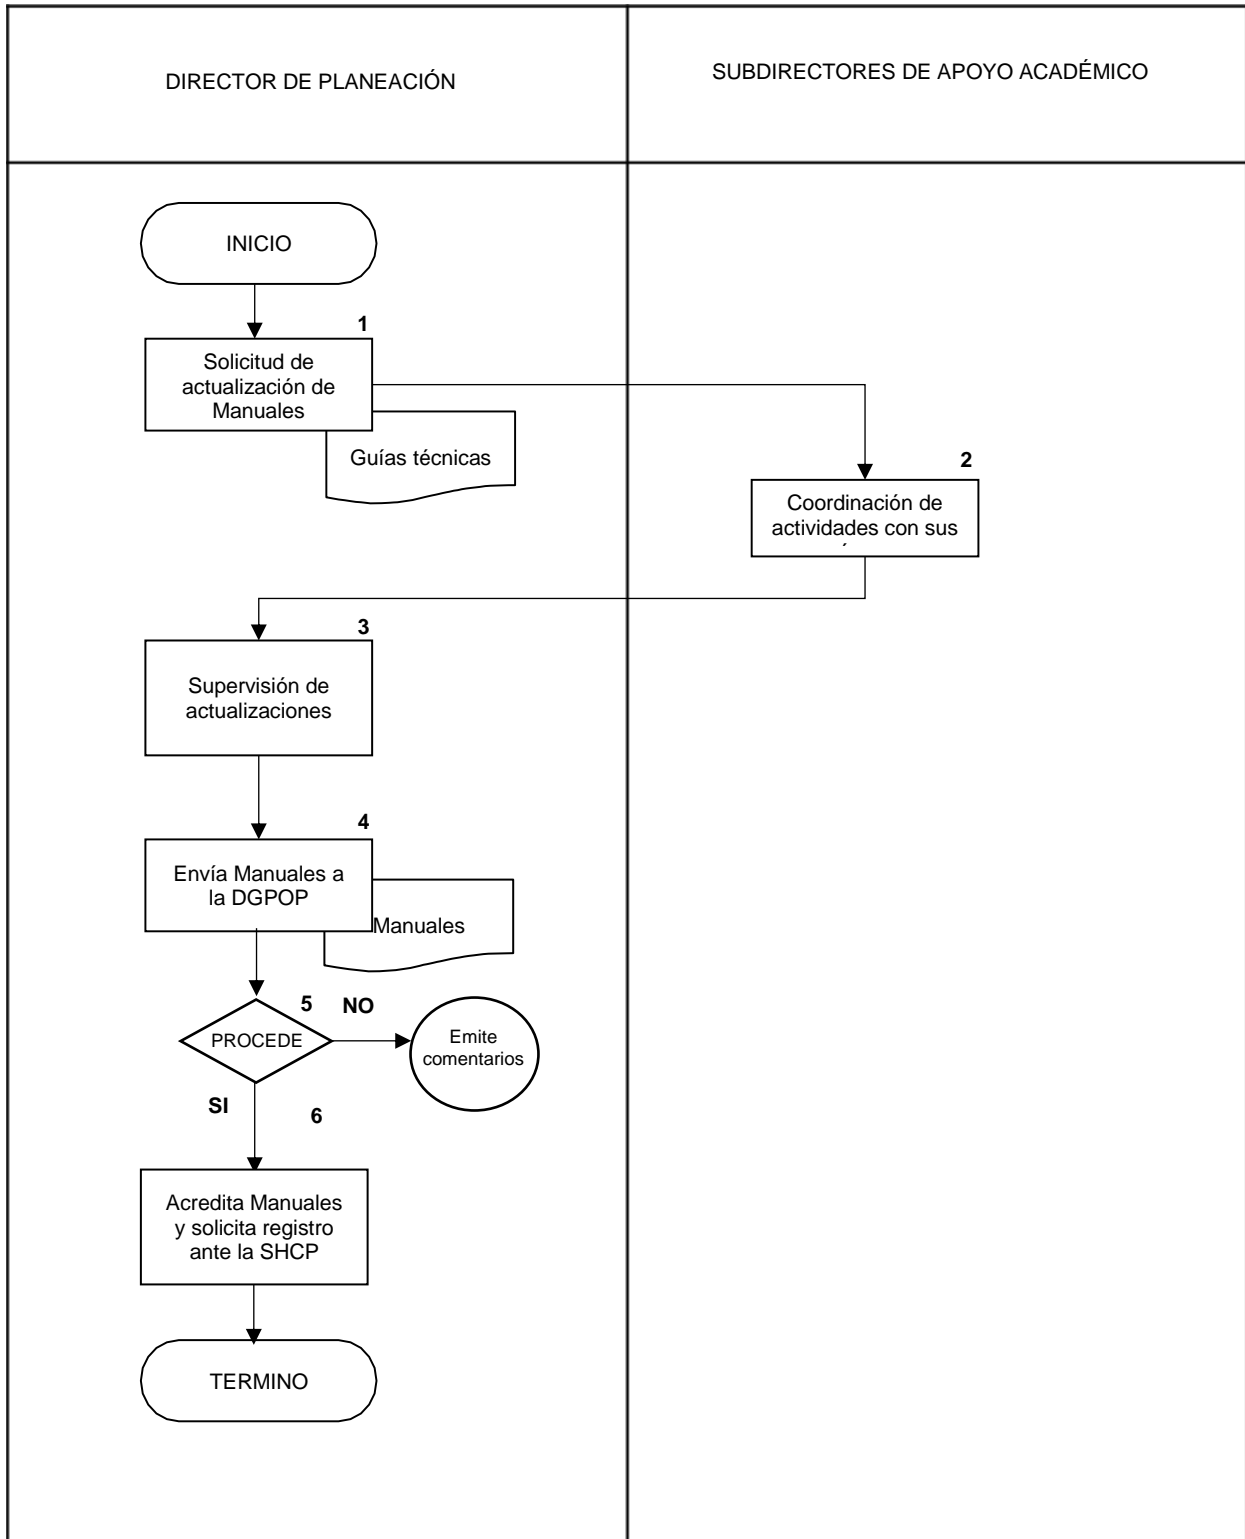 DIRECTOR DE PLANEACIÓN
SUBDIRECTORES DE APOYO ACADÉMICO
INICIO
1
Solicitud de
actualización de
Manuales
Guías técnicas
2
Coordinación de
actividades con sus
3
Supervisión de
actualizaciones
4
Envía Manuales a
la DGPOP
Manuales
5
NO
PROCEDE
Emite
comentarios
SI
6
Acredita Manuales
y solicita registro
ante la SHCP
TERMINO